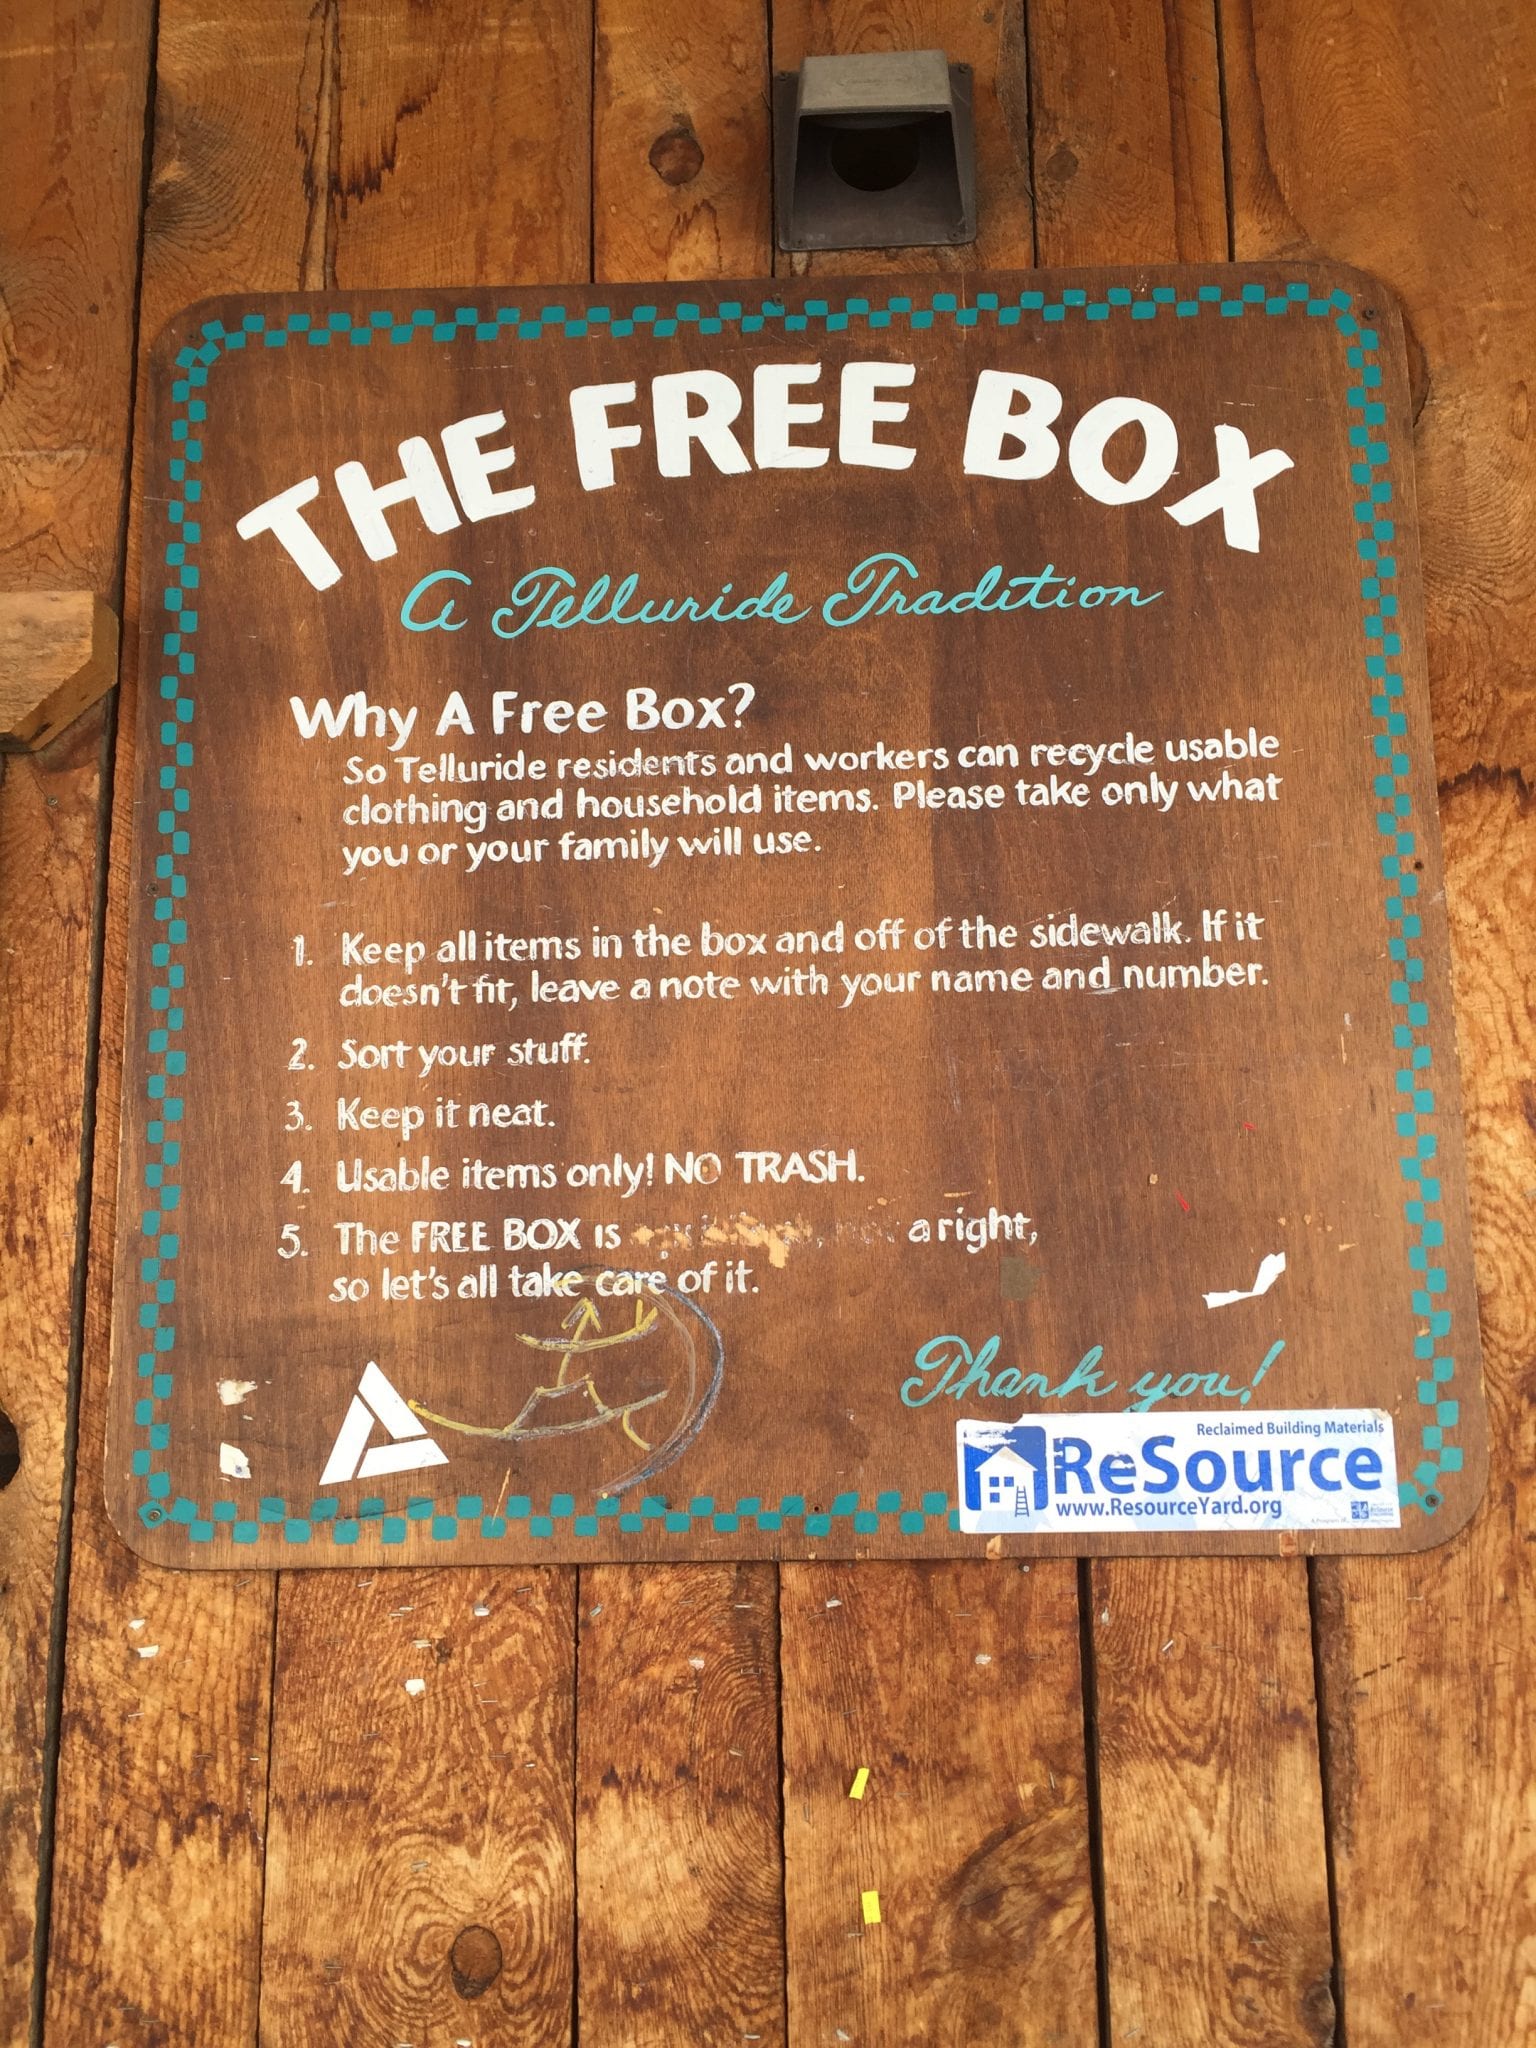 THE FREE BOX
A Telluride Tradition
Why A Free Box?
So Telluride residents and workers can recycle usable
clothing and household items. Please take only what
you or your family will use.
1. Keep all items in the box and off of the sidewalk. If it
doesn't fit, leave a note with your name and number.
2. Sort your stuff.
3. Keep it neat.
4. Usable items only! NO TRASH.
5. The FREE BOX IS a right,
so let's all take care of it.
Thank you!
Reclaimed Building Materials
ReSource
www.ResourceYard.org